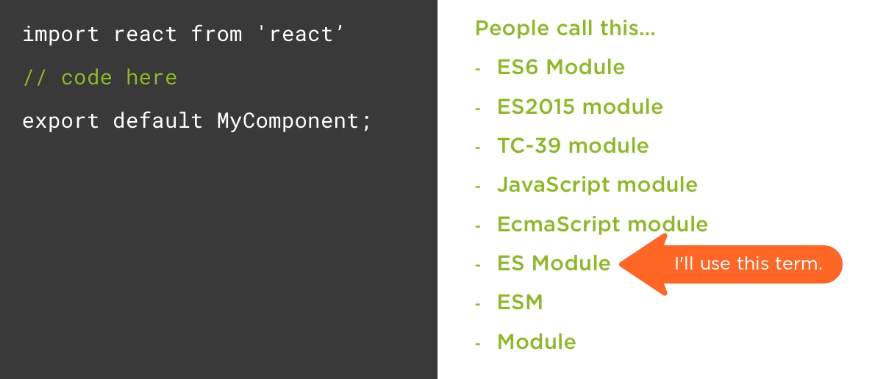 import react from 'react’
// code here
export default MyComponent;
People call this...
- ES6 Module
- ES2015 module
- TC-39 module
- JavaScript module
- EcmaScript module
- ES Module
I'll use this term.
- ESM
- Module